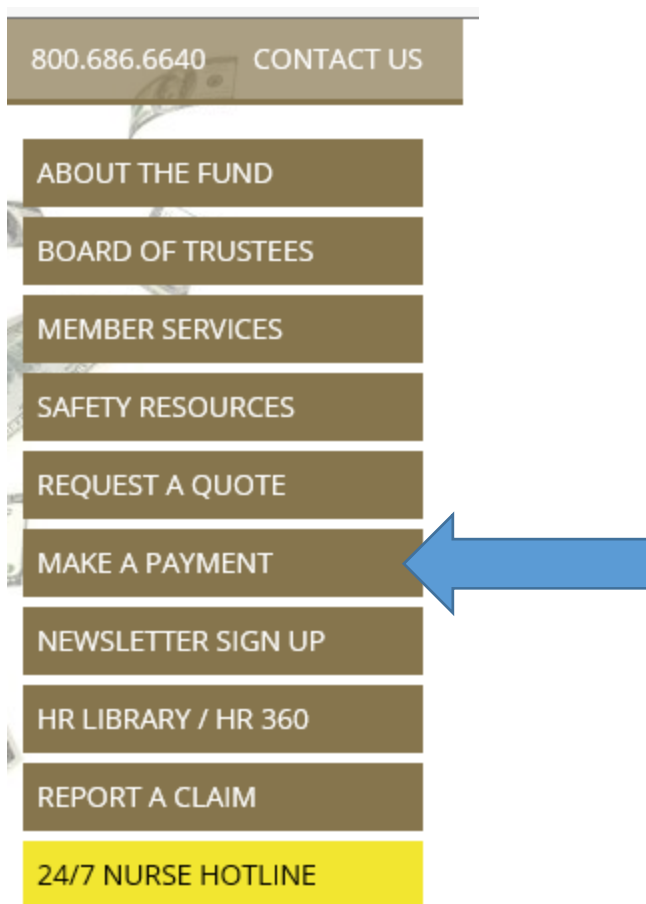 800.686.6640 CONTACT US
ABOUT THE FUND
BOARD OF TRUSTEES
MEMBER SERVICES
SAFETY RESOURCES
REQUEST A QUOTE
MAKE A PAYMENT
NEWSLETTER SIGN UP
HR LIBRARY / HR 360
REPORT A CLAIM
24/7 NURSE HOTLINE